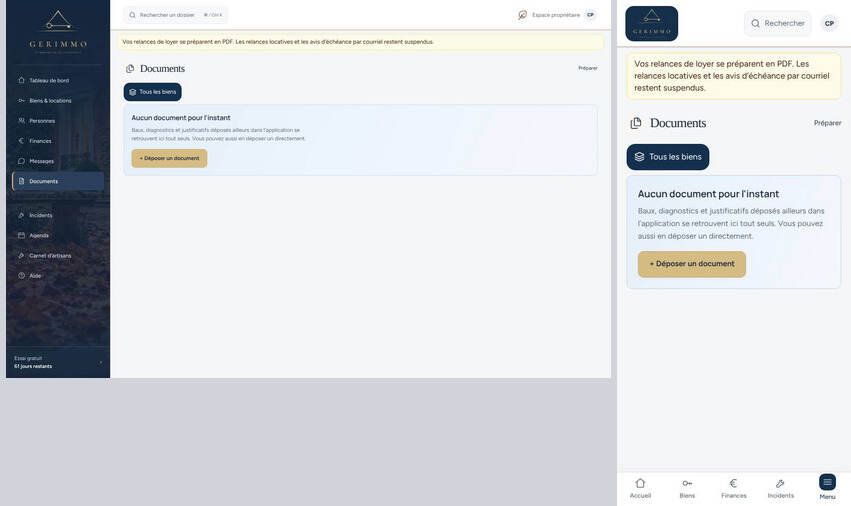 GERIMMO
Rechercher un dossier
Espace propriétaire
CP
Vos relances de loyer se préparent en PDF. Les relances locatives et les avis d'échéance par courriel restent suspendus.
Documents
Préparer
Tous les biens
Aucun document pour l'instant
Baux, diagnostics et justificatifs déposés ailleurs dans l'application se
retrouvent ici tout seuls. Vous pouvez aussi en déposer un directement.
+ Déposer un document
Tableau de bord
Biens & locations
Personnes
Finances
Messages
Documents
Incidents
Agenda
Carnet d'artisans
Aide
Essai gratuit
61 jours restants
GERIMMO
Rechercher
CP
Vos relances de loyer se préparent en PDF. Les
relances locatives et les avis d'échéance par courriel
restent suspendus.
Documents
Préparer
Tous les biens
Aucun document pour l'instant
Baux, diagnostics et justificatifs déposés ailleurs dans
l'application se retrouvent ici tout seuls. Vous pouvez
aussi en déposer un directement.
+ Déposer un document
Accueil
Biens
Finances
Incidents
Menu